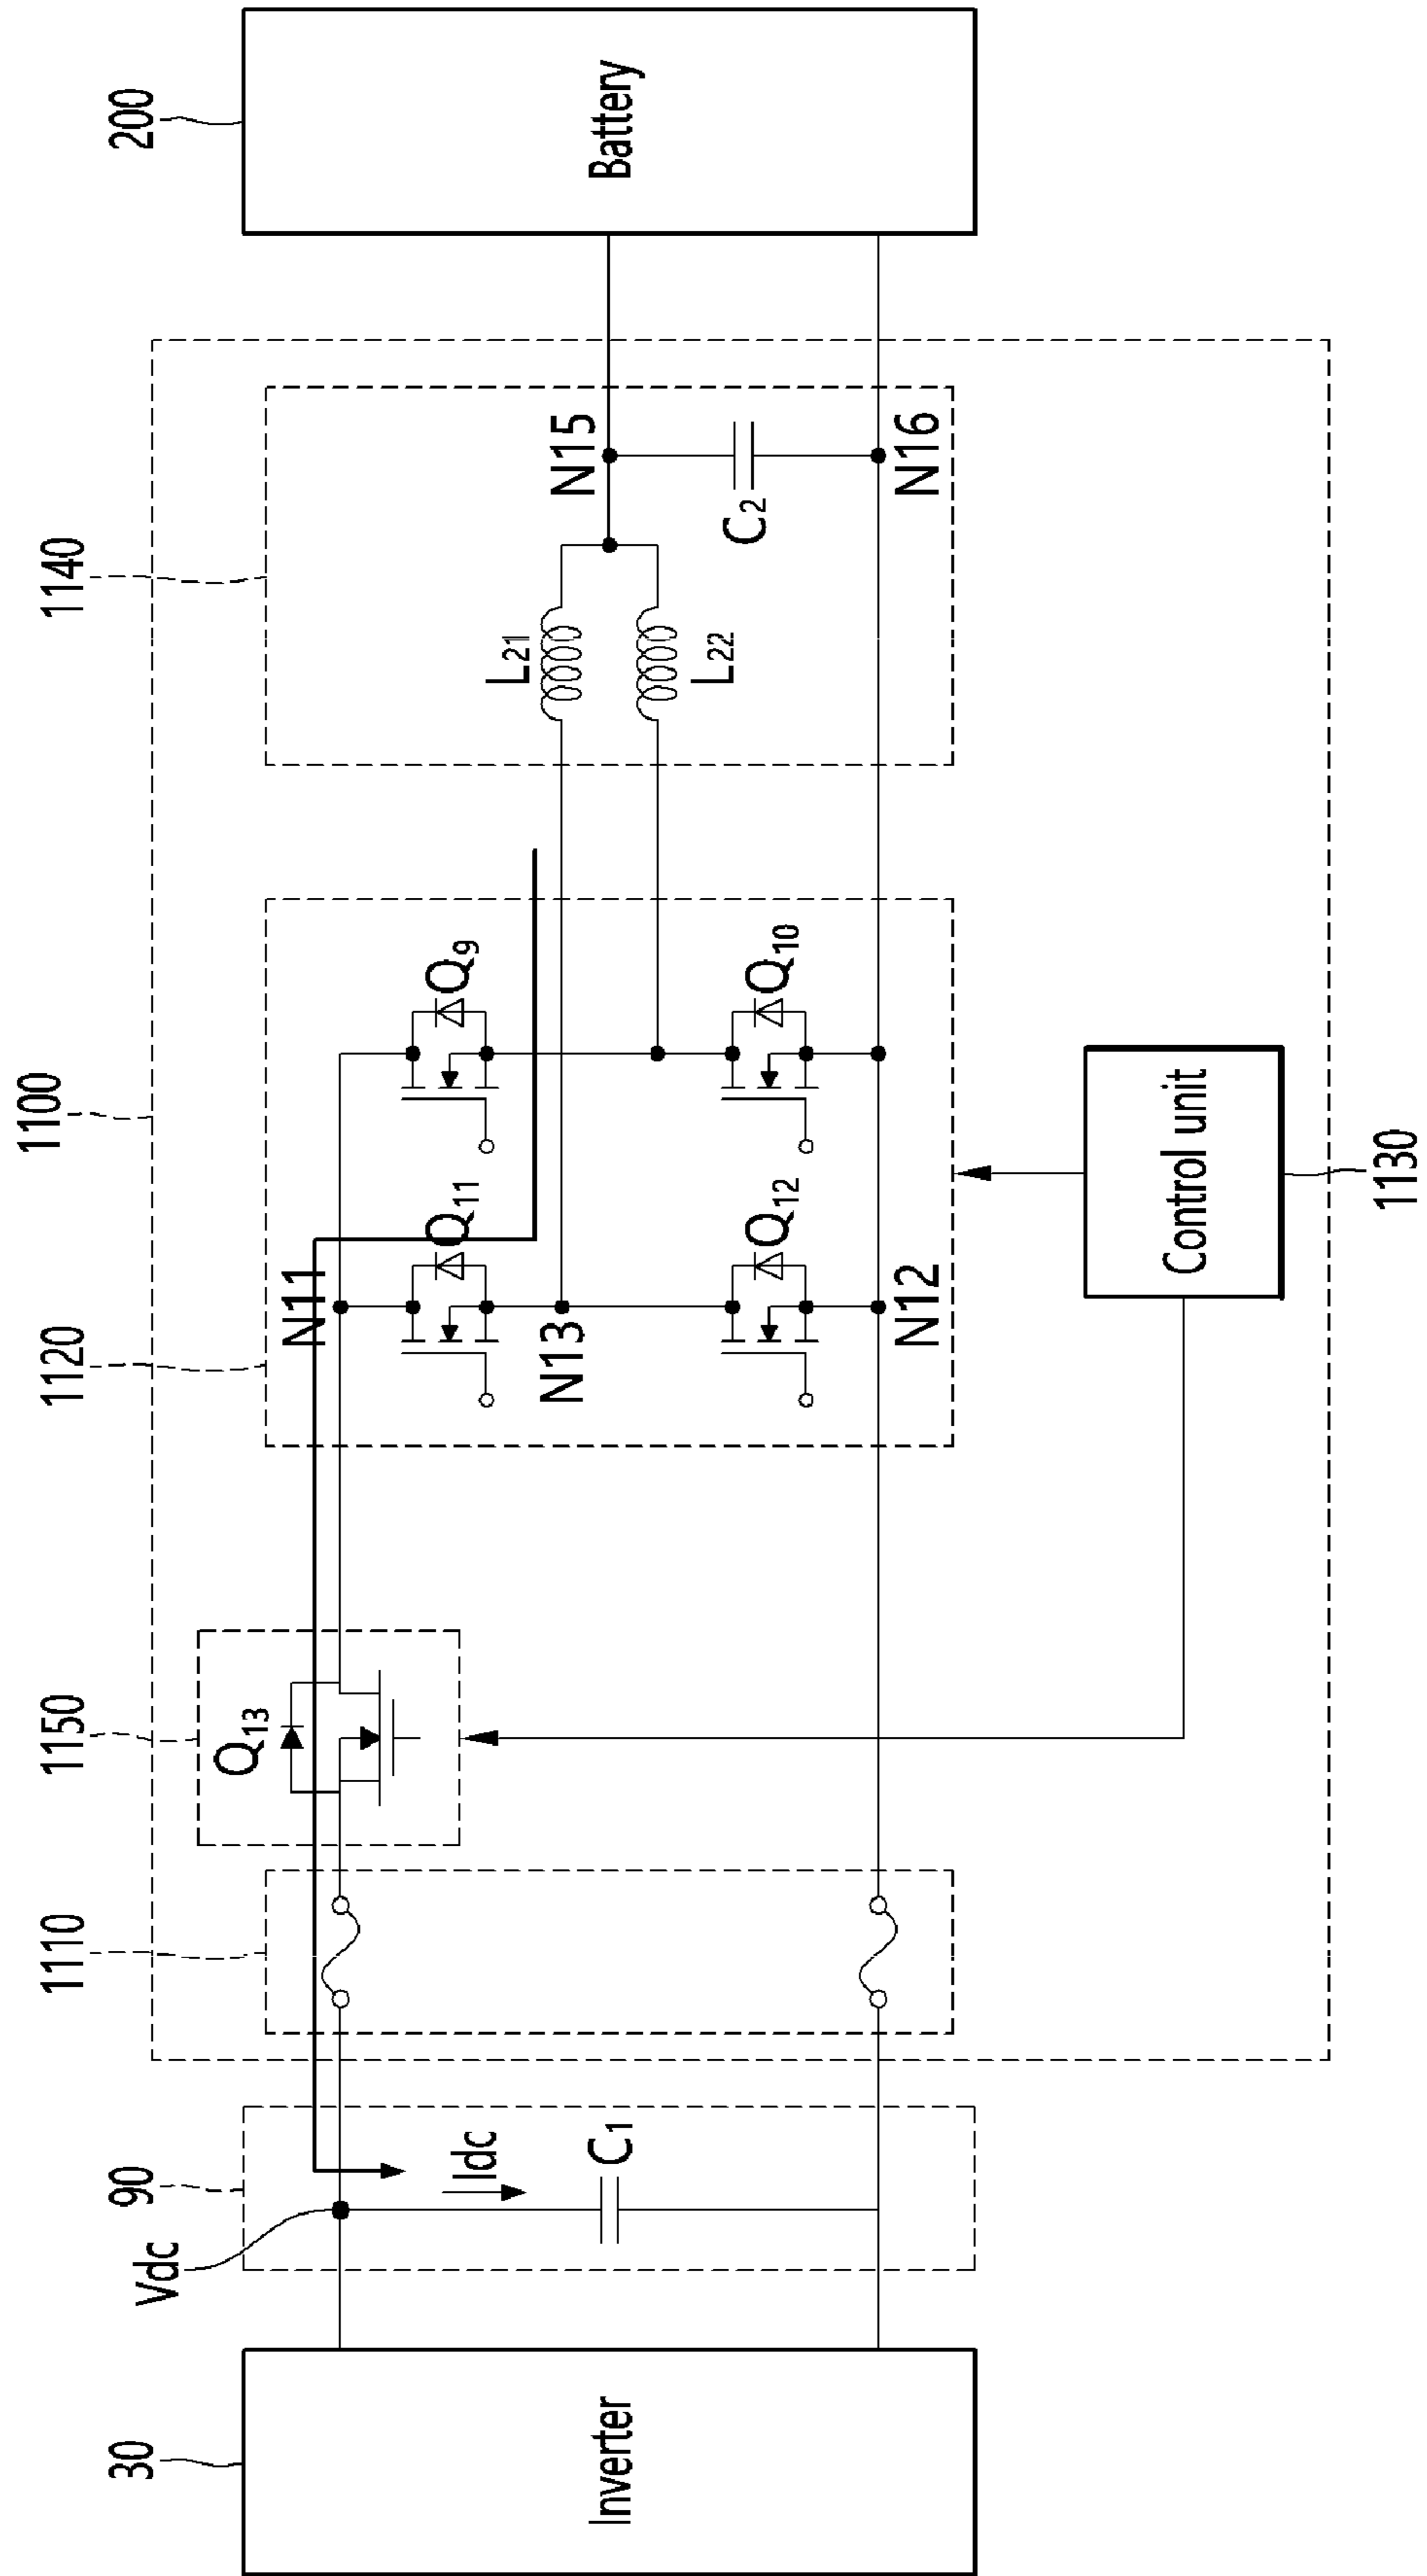 30
Inverter
Vdc
90
Idc
C1
1110
1150
Q13
1120
1100
N11
Q11
Q9
N13
Q12
Q10
N12
Control unit
1130
1140
L21
L22
N15
C2
N16
200
Battery